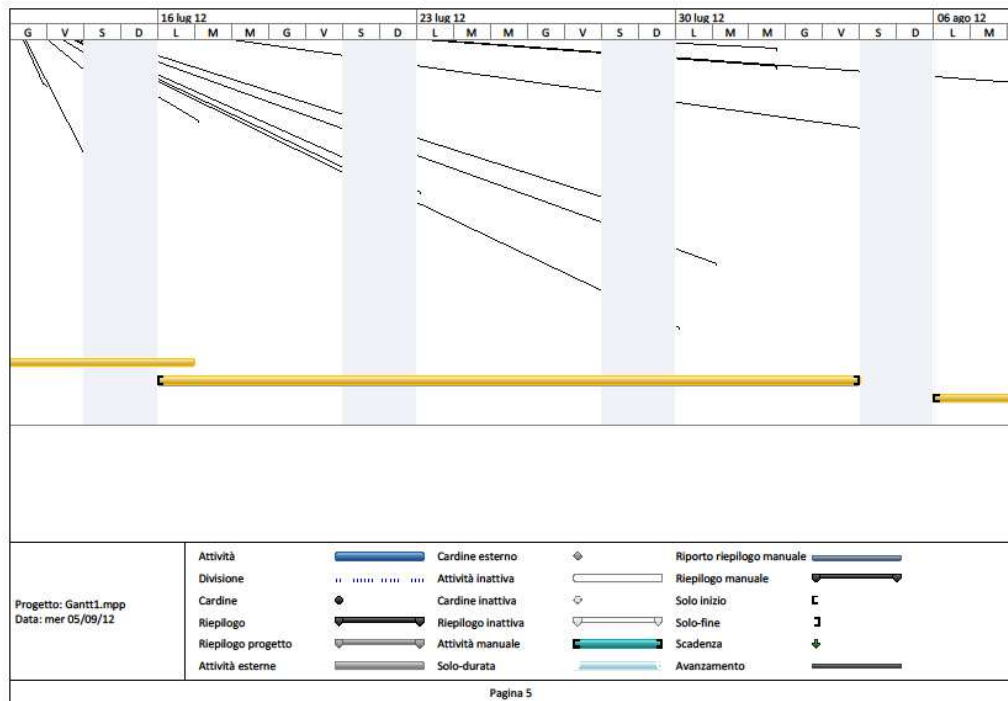 16 lug 12 23 lug 12 30 lug 12 06 ago 12
G V S D L M M G V S D L M M G V S D L M M G V S D L M
Attività Cardine esterno Riporto riepilogo manuale
Divisione Attività inattiva Riepilogo manuale
Cardine Cardine inattiva Solo inizio
Riepilogo Riepilogo inattiva Solo-fine
Riepilogo progetto Attività manuale Scadenza
Attività esterne Solo-durata Avanzamento
Progetto: Gantt1.mpp
Data: mer 05/09/12
Pagina 5